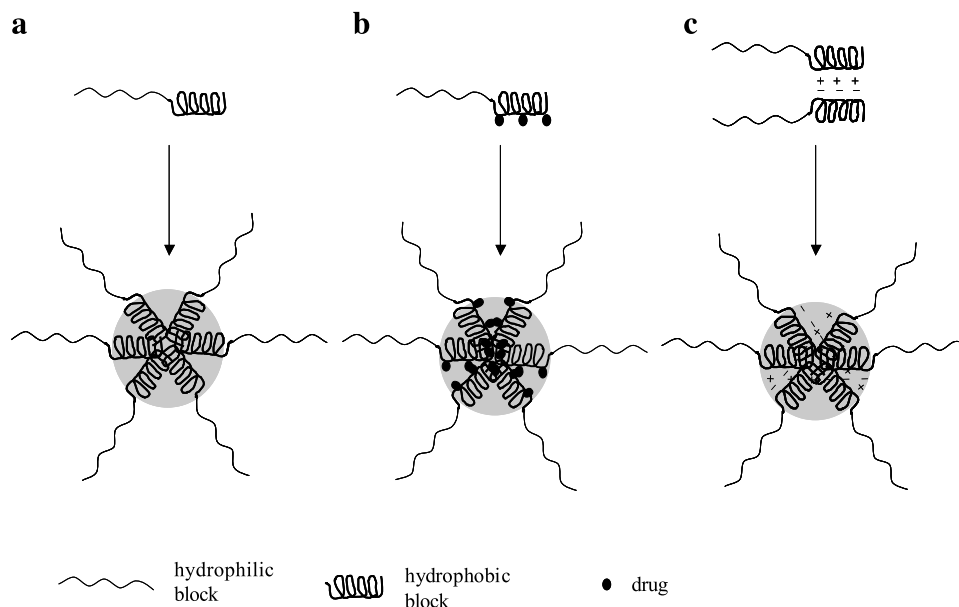 a
b
c
+ + +
− − −
hydrophilic
block
hydrophobic
block
drug